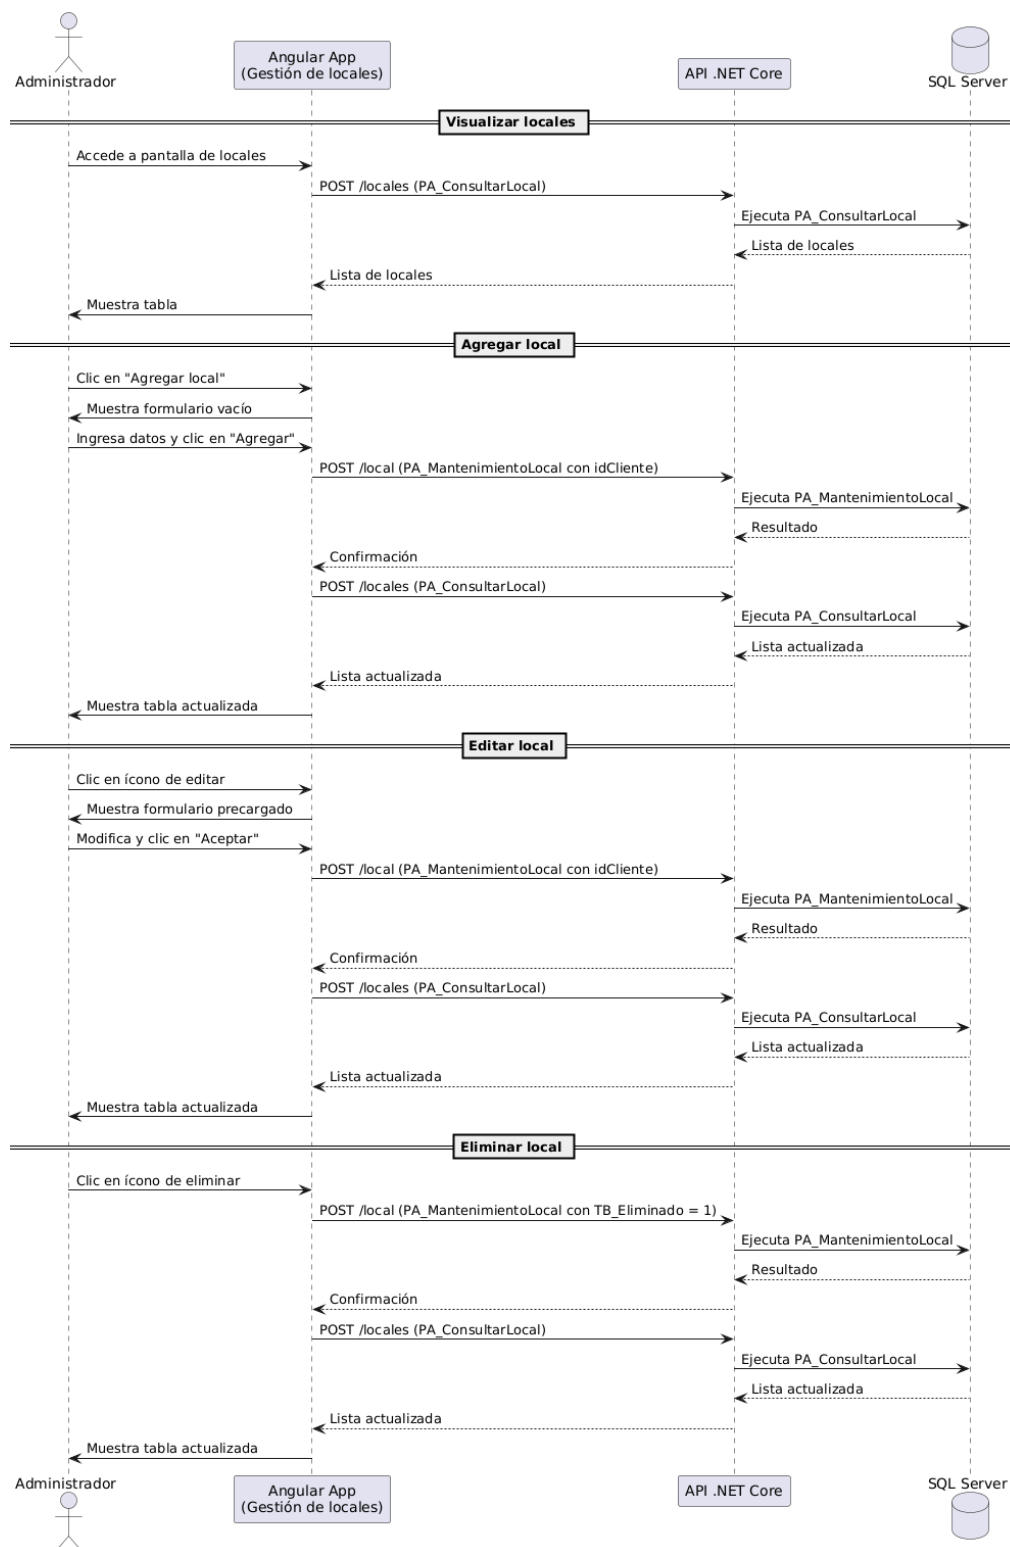 Administrador
Angular App
(Gestión de locales)
API .NET Core
SQL Server
Visualizar locales
Accede a pantalla de locales
POST /locales (PA_ConsultarLocal)
Ejecuta PA_ConsultarLocal
Lista de locales
Lista de locales
Muestra tabla
Agregar local
Clic en "Agregar local"
Muestra formulario vacío
Ingresa datos y clic en "Agregar"
POST /local (PA_MantenimientoLocal con idCliente)
Ejecuta PA_MantenimientoLocal
Resultado
Confirmación
POST /locales (PA_ConsultarLocal)
Ejecuta PA_ConsultarLocal
Lista actualizada
Lista actualizada
Muestra tabla actualizada
Editar local
Clic en ícono de editar
Muestra formulario precargado
Modifica y clic en "Aceptar"
POST /local (PA_MantenimientoLocal con idCliente)
Ejecuta PA_MantenimientoLocal
Resultado
Confirmación
POST /locales (PA_ConsultarLocal)
Ejecuta PA_ConsultarLocal
Lista actualizada
Lista actualizada
Muestra tabla actualizada
Eliminar local
Clic en ícono de eliminar
POST /local (PA_MantenimientoLocal con TB_Eliminado = 1)
Ejecuta PA_MantenimientoLocal
Resultado
Confirmación
POST /locales (PA_ConsultarLocal)
Ejecuta PA_ConsultarLocal
Lista actualizada
Lista actualizada
Muestra tabla actualizada
Administrador
Angular App
(Gestión de locales)
API .NET Core
SQL Server